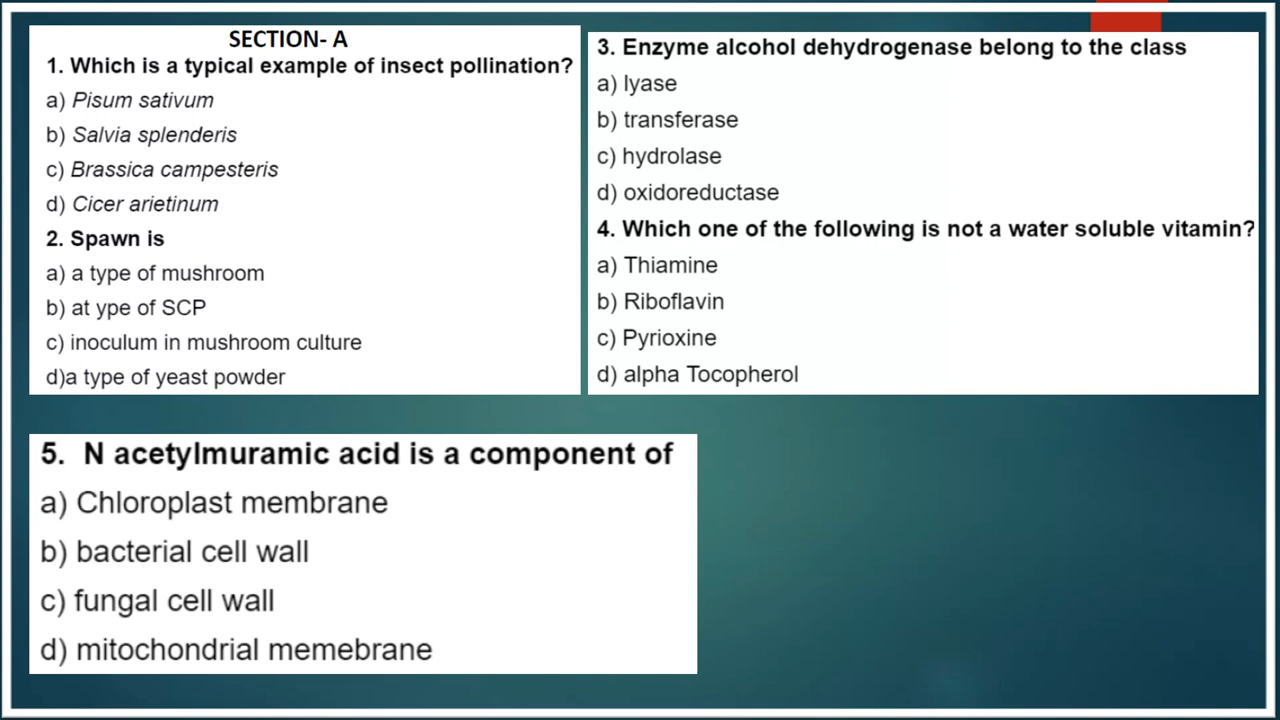 SECTION- A
1. Which is a typical example of insect pollination?
a) Pisum sativum
b) Salvia splenderis
c) Brassica campesteris
d) Cicer arietinum
2. Spawn is
a) a type of mushroom
b) at ype of SCP
c) inoculum in mushroom culture
d)a type of yeast powder
3. Enzyme alcohol dehydrogenase belong to the class
a) lyase
b) transferase
c) hydrolase
d) oxidoreductase
4. Which one of the following is not a water soluble vitamin?
a) Thiamine
b) Riboflavin
c) Pyrioxine
d) alpha Tocopherol
5. N acetylmuramic acid is a component of
a) Chloroplast membrane
b) bacterial cell wall
c) fungal cell wall
d) mitochondrial memebrane